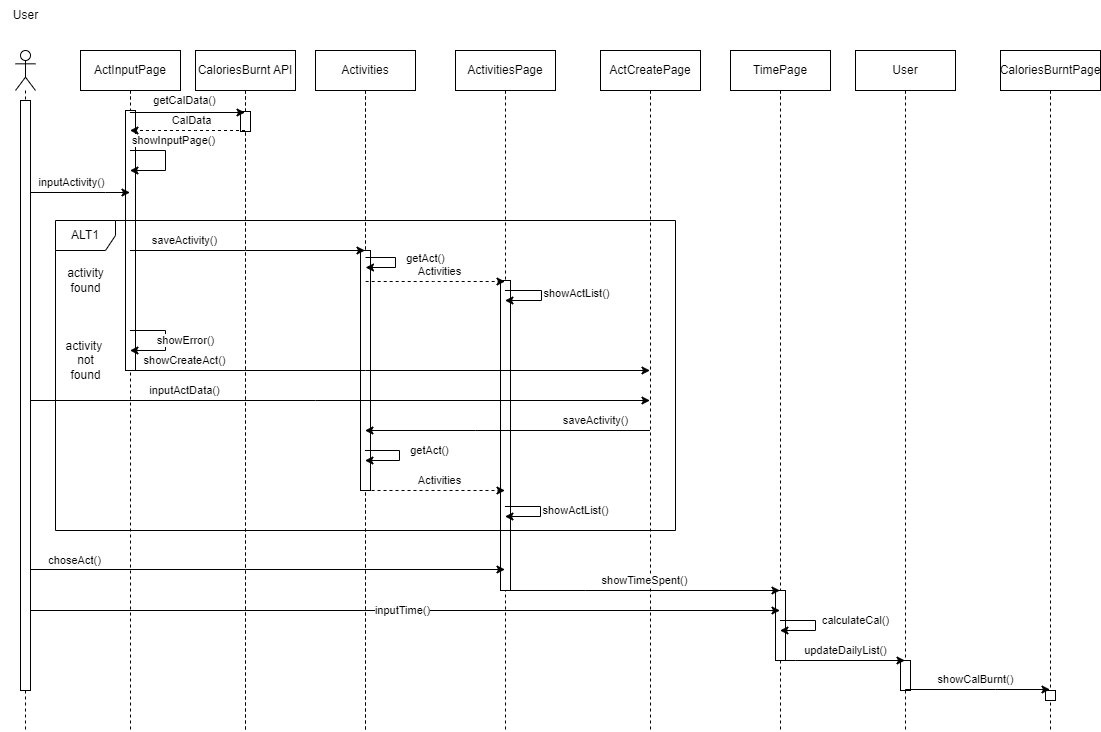 User
ActInputPage
CaloriesBurnt API
Activities
ActivitiesPage
ActCreatePage
TimePage
User
CaloriesBurntPage
getCalData()
CalData
showInputPage()
inputActivity()
ALT1
saveActivity()
getAct()
Activities
activity
found
showActList()
showError()
activity
not
found
showCreateAct()
inputActData()
saveActivity()
getAct()
Activities
showActList()
choseAct()
showTimeSpent()
inputTime()
calculateCal()
updateDailyList()
showCalBurnt()